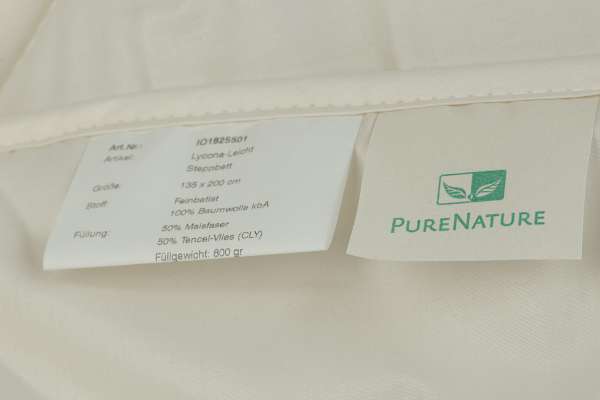 Art.Nr.: IO1825501
Artikel: Lycona-Leicht
Steppbett
Größe: 135 x 200 cm
Stoff: Feinbatist
100% Baumwolle kbA
Füllung: 50% Maisfaser
50% Tencel-Vlies (CLY)
Füllgewicht: 800 gr
PURENATURE